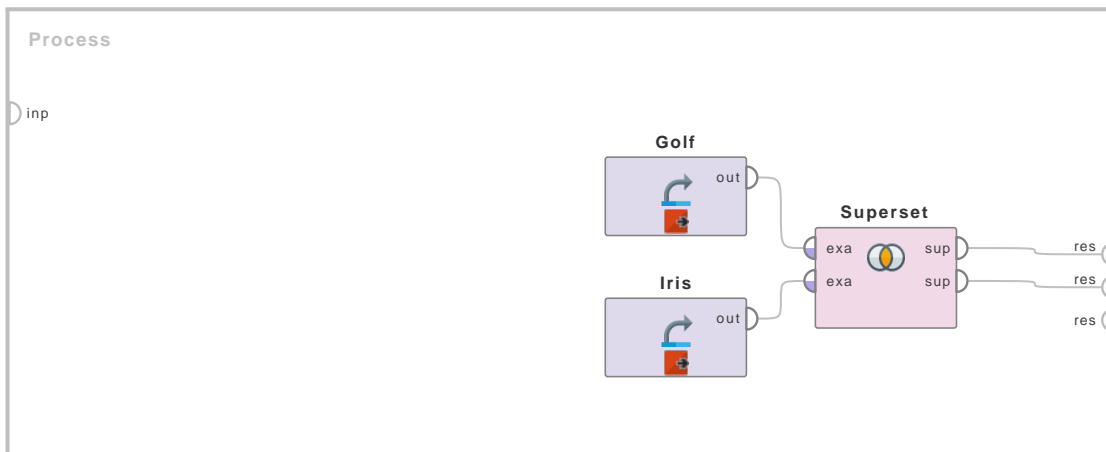 Process
inp
Golf
out
Superset
exa sup
exa sup
res
res
res
Iris
out